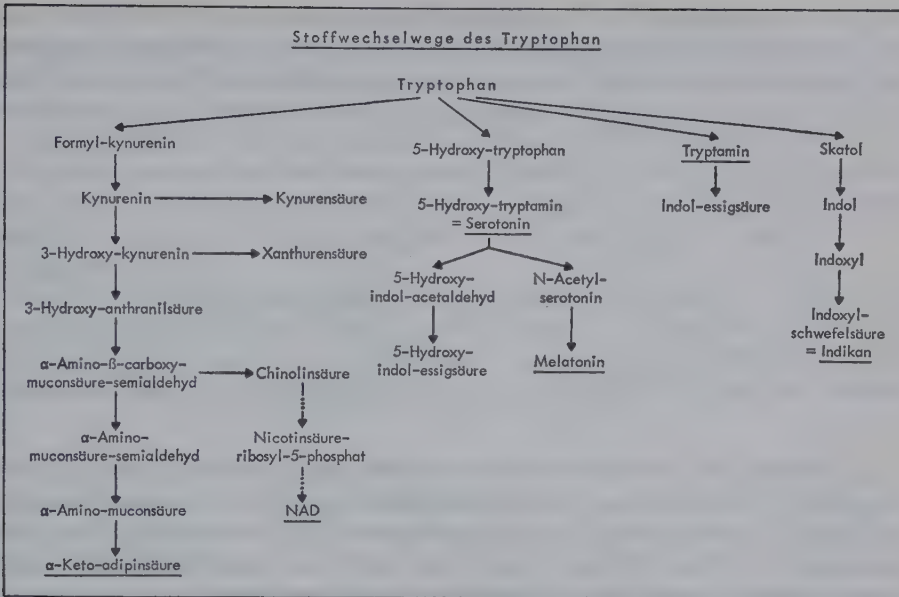 Stoffwechselwege des Tryptophan
Tryptophan
Formyl-kynurenin
Kynurenin
Kynurensäure
3-Hydroxy-kynurenin
Xanthurensäure
3-Hydroxy-anthranilsäure
α-Amino-ß-carboxy-
muconsäure-semialdehyd
Chinolinsäure
α-Amino-
muconsäure-semialdehyd
Nicotinsäure-
ribosyl-5-phosphat
α-Amino-muconsäure
NAD
α-Keto-adipinsäure
5-Hydroxy-tryptophan
5-Hydroxy-tryptamin
= Serotonin
5-Hydroxy-
indol-acetaldehyd
5-Hydroxy-
indol-essigsäure
N-Acetyl-
serotonin
Melatonin
Tryptamin
Indol-essigsäure
Skatol
Indol
Indoxyl
Indoxyl-
schwefelsäure
= Indikan